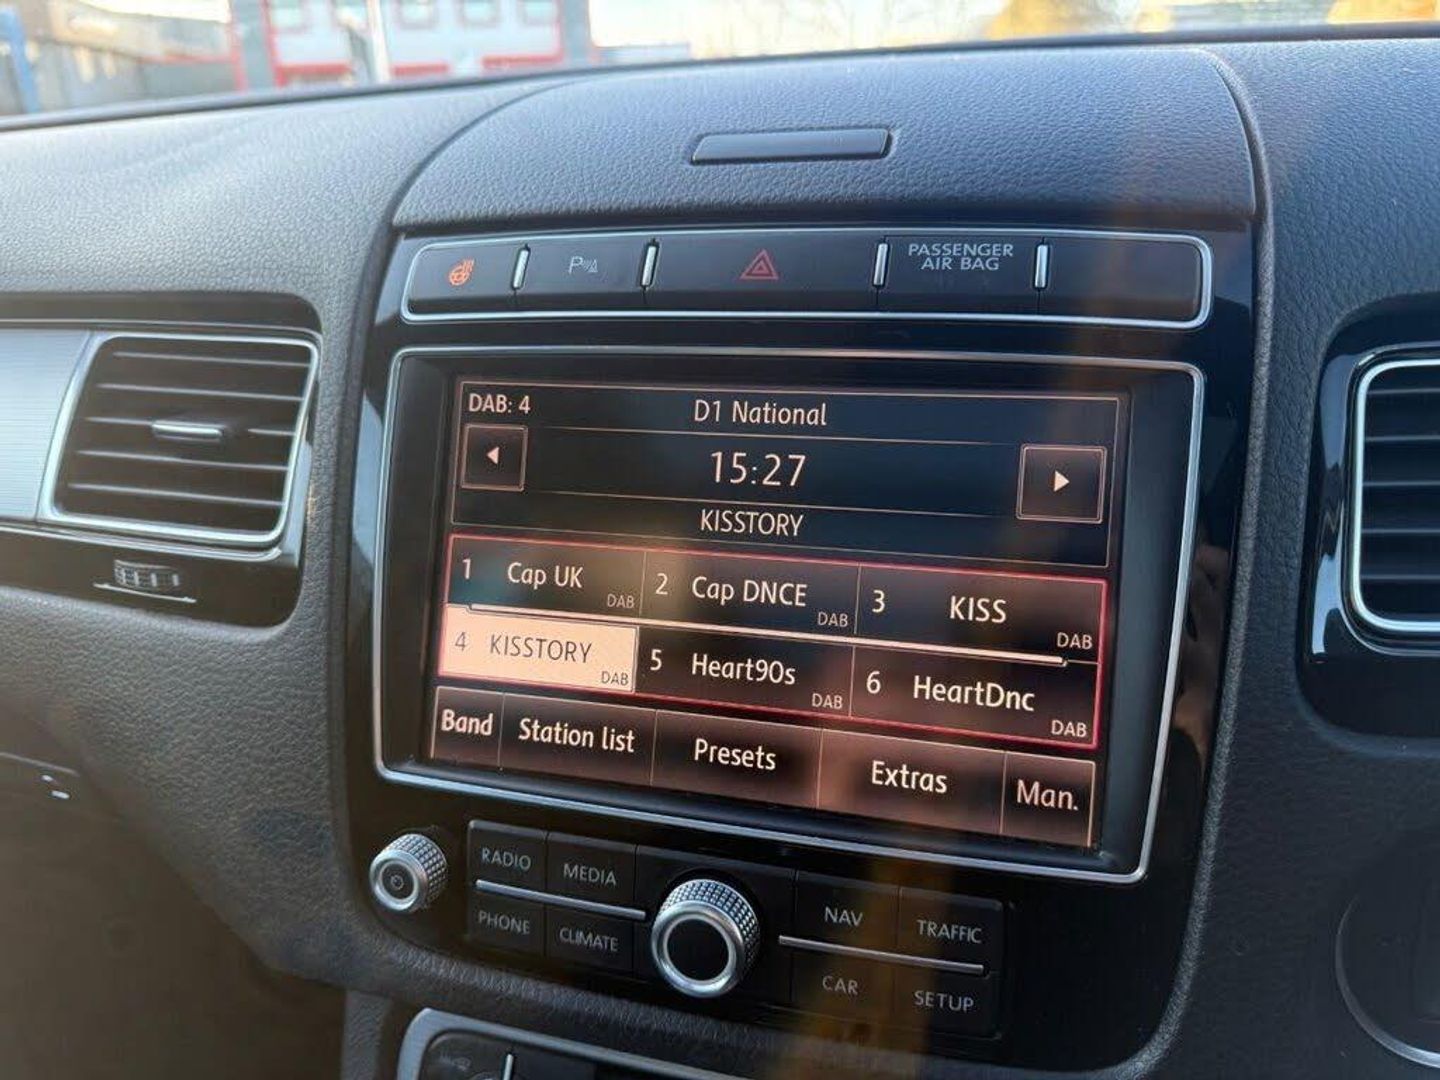 P
PASSENGER
AIR BAG
DAB: 4
D1 National
15:27
KISSTORY
1 Cap UK DAB
2 Cap DNCE DAB
3 KISS DAB
4 KISSTORY DAB
5 Heart90s DAB
6 HeartDnc DAB
Band Station list Presets Extras Man.
RADIO MEDIA
NAV TRAFFIC
PHONE CLIMATE
CAR SETUP